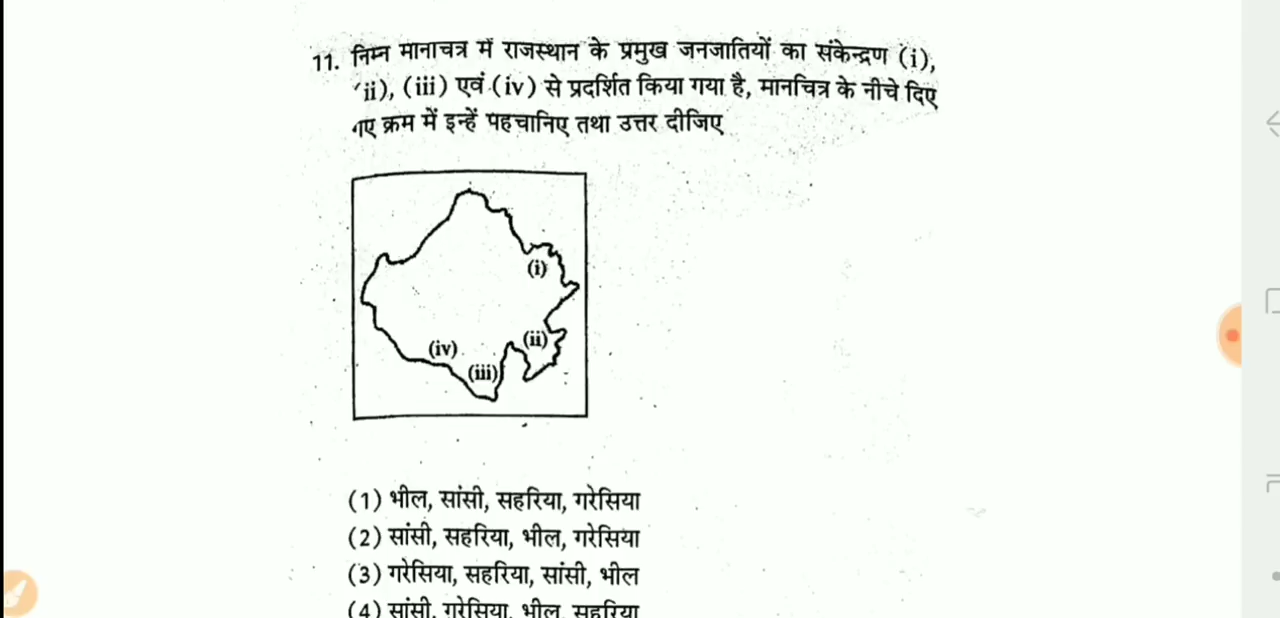 11. निम्न मानाचत्र में राजस्थान के प्रमुख जनजातियों का संकेन्द्रण (i),
ii), (iii) एवं (iv) से प्रदर्शित किया गया है, मानचित्र के नीचे दिए
गए क्रम में इन्हें पहचानिए तथा उत्तर दीजिए
(i)
(ii)
(iv)
(iii)
(1) भील, सांसी, सहरिया, गरेसिया
(2) सांसी, सहरिया, भील, गरेसिया
(3) गरेसिया, सहरिया, सांसी, भील
(4) सांसी, गरेसिया, भील, सहरिया